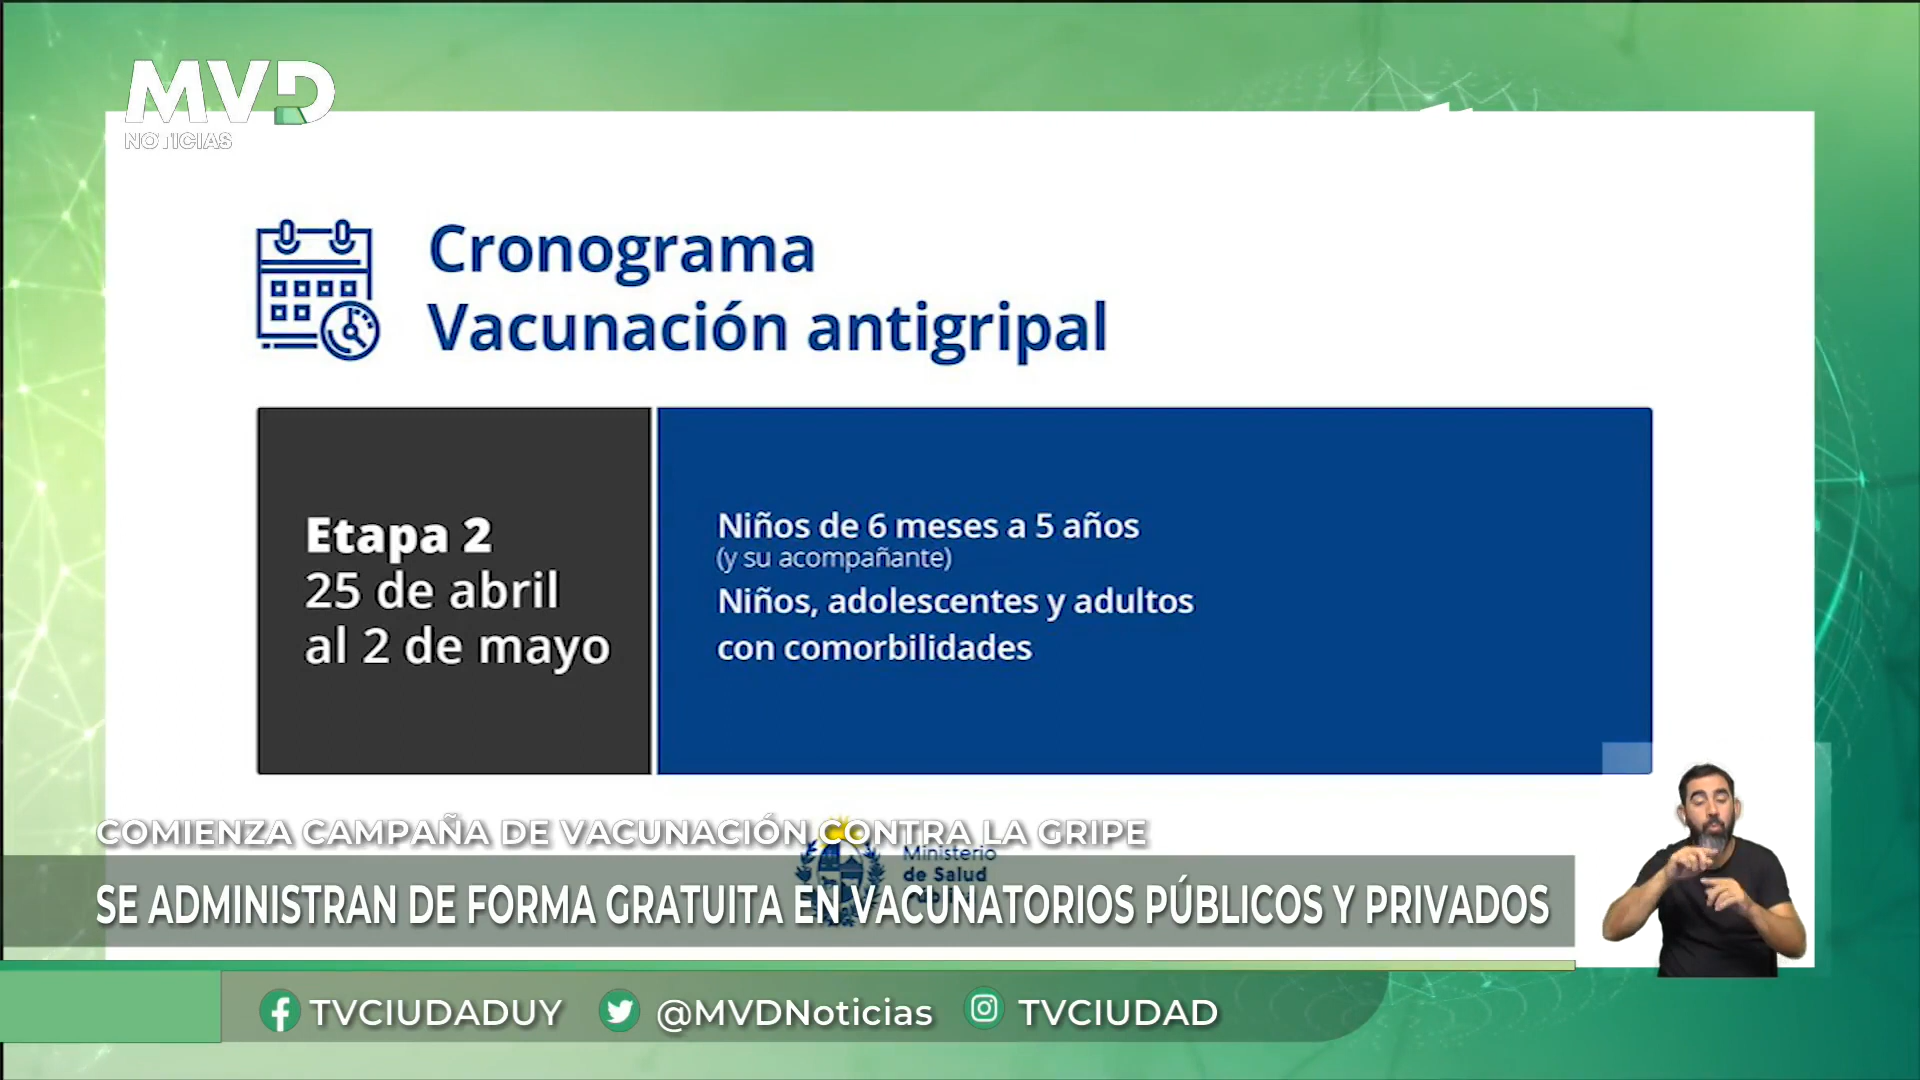 MVD
NOTICIAS
Cronograma
Vacunación antigripal
Etapa 2
25 de abril
al 2 de mayo
Niños de 6 meses a 5 años
(y su acompañante)
Niños, adolescentes y adultos
con comorbilidades
COMIENZA CAMPAÑA DE VACUNACIÓN CONTRA LA GRIPE
Ministerio
de Salud
SE ADMINISTRAN DE FORMA GRATUITA EN VACUNATORIOS PÚBLICOS Y PRIVADOS
TVCIUDADUY @MVDNoticias TVCIUDAD